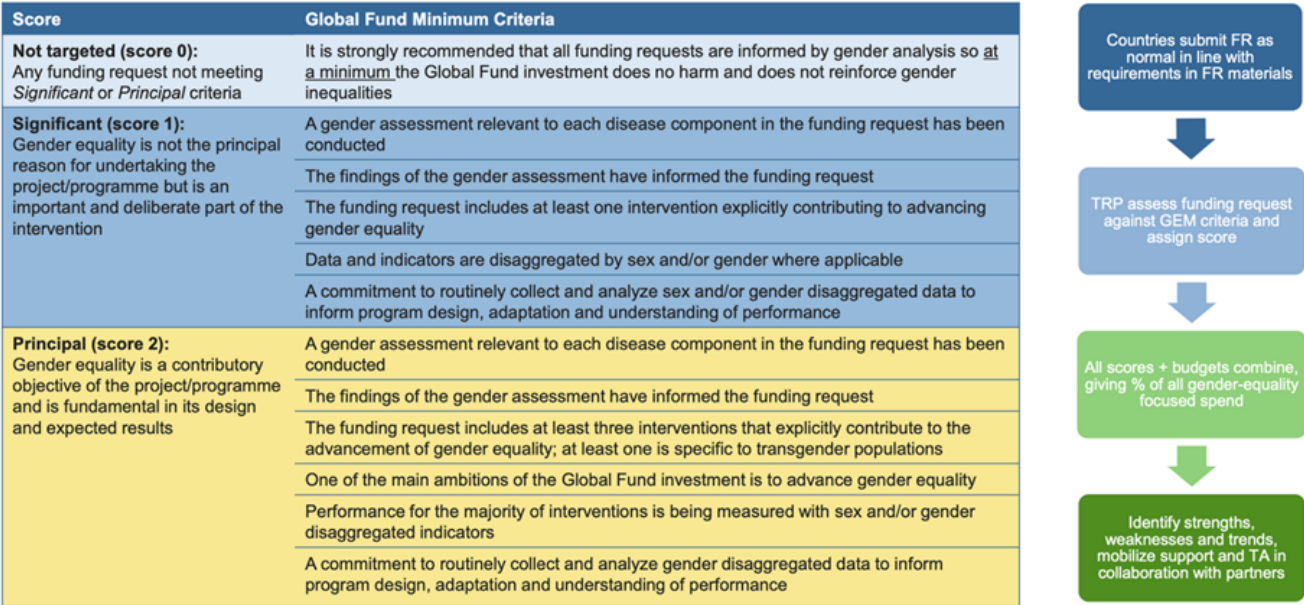 Score Global Fund Minimum Criteria
Not targeted (score 0):
Any funding request not meeting
Significant or Principal criteria
It is strongly recommended that all funding requests are informed by gender analysis so at
a minimum the Global Fund investment does no harm and does not reinforce gender
inequalities
Significant (score 1):
Gender equality is not the principal
reason for undertaking the
project/programme but is an
important and deliberate part of the
intervention
A gender assessment relevant to each disease component in the funding request has been
conducted
The findings of the gender assessment have informed the funding request
The funding request includes at least one intervention explicitly contributing to advancing
gender equality
Data and indicators are disaggregated by sex and/or gender where applicable
A commitment to routinely collect and analyze sex and/or gender disaggregated data to
inform program design, adaptation and understanding of performance
Principal (score 2):
Gender equality is a contributory
objective of the project/programme
and is fundamental in its design
and expected results
A gender assessment relevant to each disease component in the funding request has been
conducted
The findings of the gender assessment have informed the funding request
The funding request includes at least three interventions that explicitly contribute to the
advancement of gender equality; at least one is specific to transgender populations
One of the main ambitions of the Global Fund investment is to advance gender equality
Performance for the majority of interventions is being measured with sex and/or gender
disaggregated indicators
A commitment to routinely collect and analyze gender disaggregated data to inform
program design, adaptation and understanding of performance
Countries submit FR as
normal in line with
requirements in FR materials
TRP assess funding request
against GEM criteria and
assign score
All scores + budgets combine,
giving % of all gender-equality
focused spend
Identify strengths,
weaknesses and trends,
mobilize support and TA in
collaboration with partners